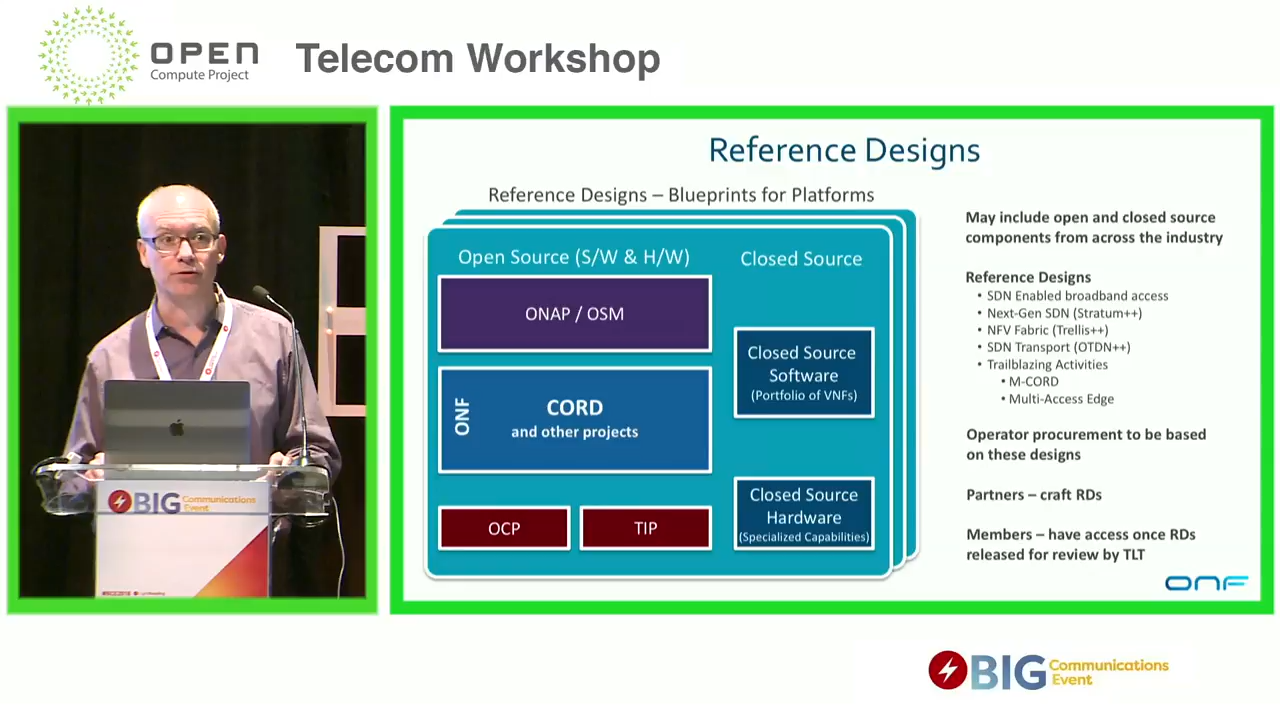 OPEN
Compute Project
Telecom Workshop
Reference Designs
Reference Designs – Blueprints for Platforms
Open Source (S/W & H/W)
Closed Source
ONAP / OSM
ONF
CORD
and other projects
OCP
TIP
Closed Source
Software
(Portfolio of VNFs)
Closed Source
Hardware
(Specialized Capabilities)
May include open and closed source
components from across the industry
Reference Designs
• SDN Enabled broadband access
• Next-Gen SDN (Stratum++)
• NFV Fabric (Trellis++)
• SDN Transport (OTDN++)
• Trailblazing Activities
• M-CORD
• Multi-Access Edge
Operator procurement to be based
on these designs
Partners – craft RDs
Members – have access once RDs
released for review by TLT
ONF
BIG Communications
Event
BIG Communications
Event